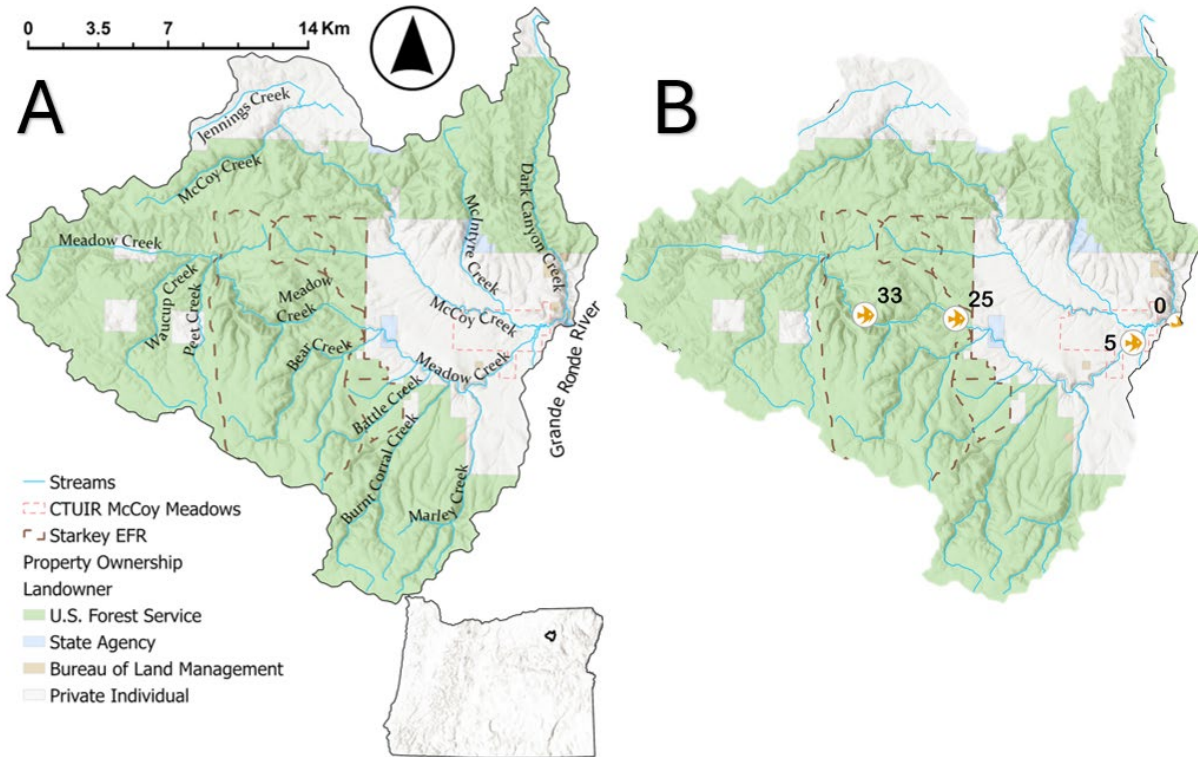 0 3.5 7 14 Km
A
B
Jennings Creek
McCoy Creek
Dark Canyon Creek
McIntyre Creek
Meadow Creek
Waucup Creek
Peet Creek
Meadow
Creek
McCoy Creek
Bear Creek
Meadow Creek
Battle Creek
Burnt Corral Creek
Marley Creek
Grande Ronde River
33
25
0
5
Streams
CTUIR McCoy Meadows
Starkey EFR
Property Ownership
Landowner
U.S. Forest Service
State Agency
Bureau of Land Management
Private Individual